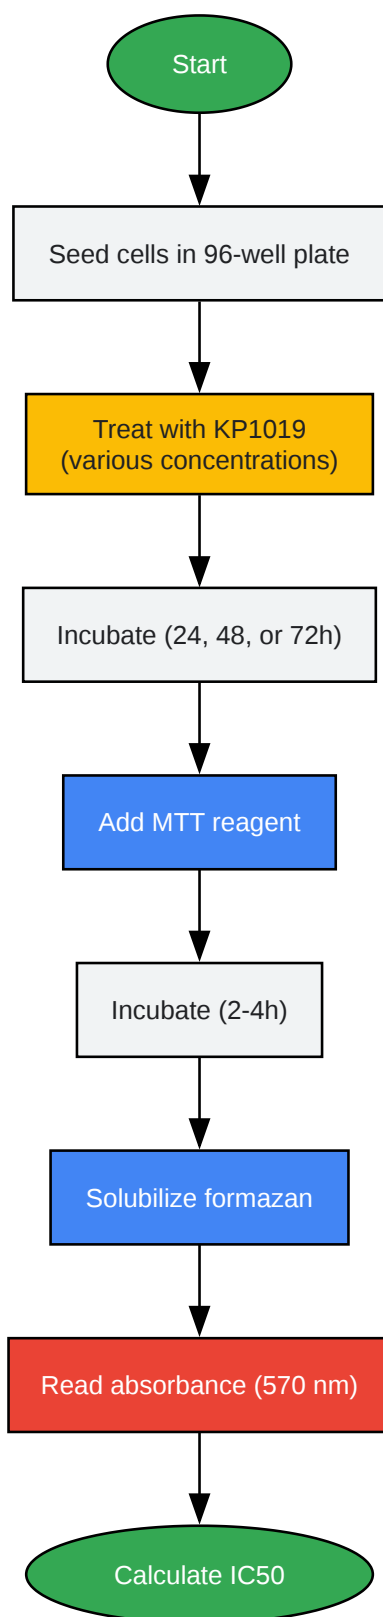 Start
Seed cells in 96-well plate
Treat with KP1019
(various concentrations)
Incubate (24, 48, or 72h)
Add MTT reagent
Incubate (2-4h)
Solubilize formazan
Read absorbance (570 nm)
Calculate IC50